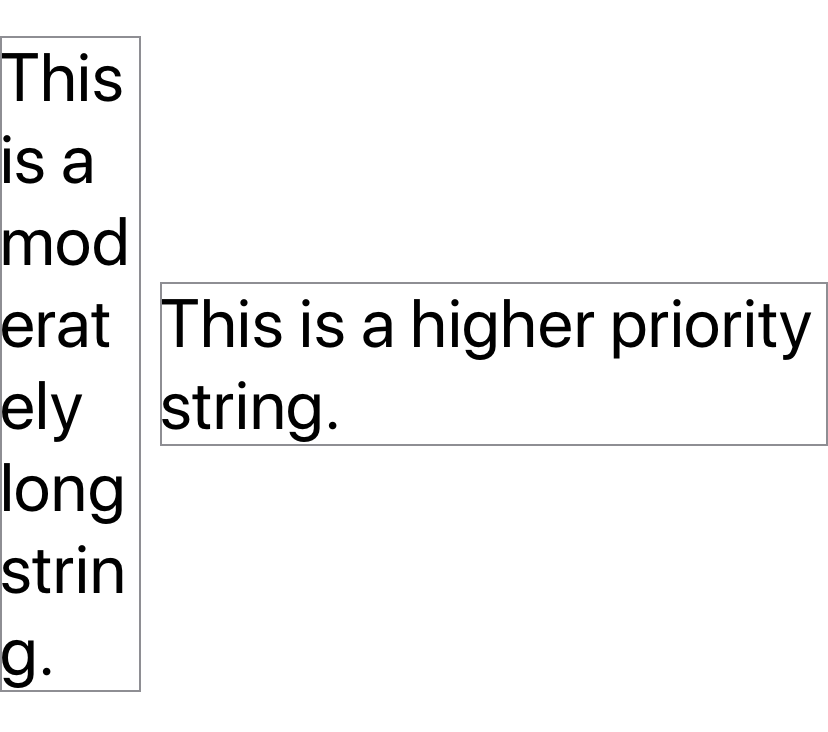 This
is a
mod
erat
ely
long
strin
g.
This is a higher priority
string.